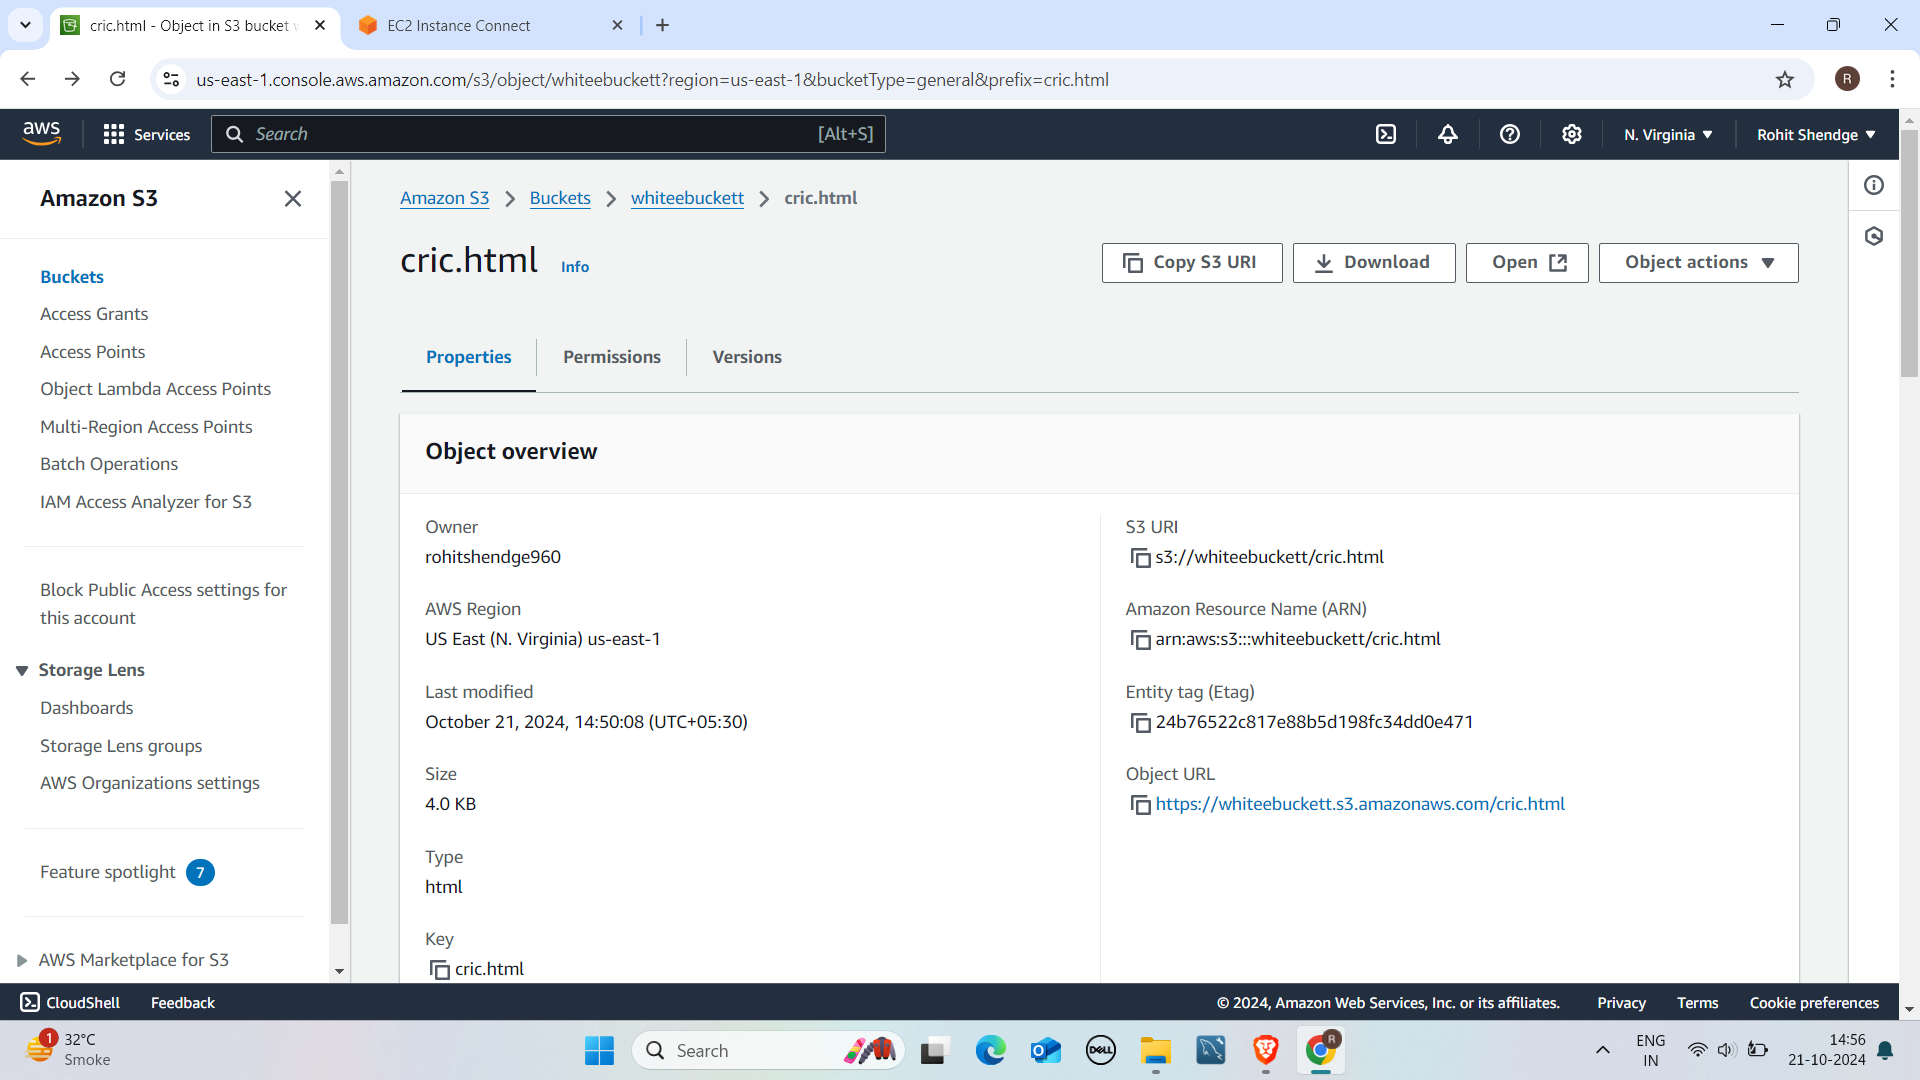 cric.html - Object in S3 bucket
EC2 Instance Connect
us-east-1.console.aws.amazon.com/s3/object/whiteebuckett?region=us-east-1&bucketType=general&prefix=cric.html
R
aws
Services
Search
[Alt+S]
N. Virginia
Rohit Shendge
Amazon S3
Buckets
Access Grants
Access Points
Object Lambda Access Points
Multi-Region Access Points
Batch Operations
IAM Access Analyzer for S3
Block Public Access settings for
this account
Storage Lens
Dashboards
Storage Lens groups
AWS Organizations settings
Feature spotlight 7
AWS Marketplace for S3
Amazon S3 > Buckets > whiteebuckett > cric.html
cric.html Info
Copy S3 URI
Download
Open
Object actions
Properties
Permissions
Versions
Object overview
Owner
rohitshendge960
AWS Region
US East (N. Virginia) us-east-1
Last modified
October 21, 2024, 14:50:08 (UTC+05:30)
Size
4.0 KB
Type
html
Key
cric.html
S3 URI
s3://whiteebuckett/cric.html
Amazon Resource Name (ARN)
arn:aws:s3:::whiteebuckett/cric.html
Entity tag (Etag)
24b76522c817e88b5d198fc34dd0e471
Object URL
https://whiteebuckett.s3.amazonaws.com/cric.html
CloudShell
Feedback
© 2024, Amazon Web Services, Inc. or its affiliates.
Privacy
Terms
Cookie preferences
1
32°C
Smoke
Search
DELL
R
ENG
IN
14:56
21-10-2024